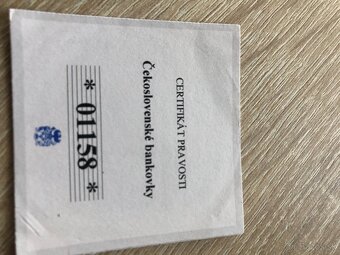 CERTIFIKÁT PRAVOSTI
Československé bankovky
* 01158 *